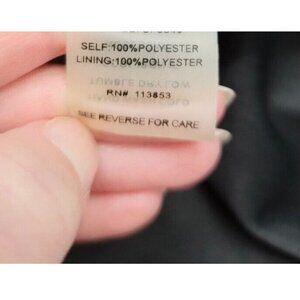 SELF:100%POLYESTER
LINING:100%POLYESTER
RN# 113853
SEE REVERSE FOR CARE